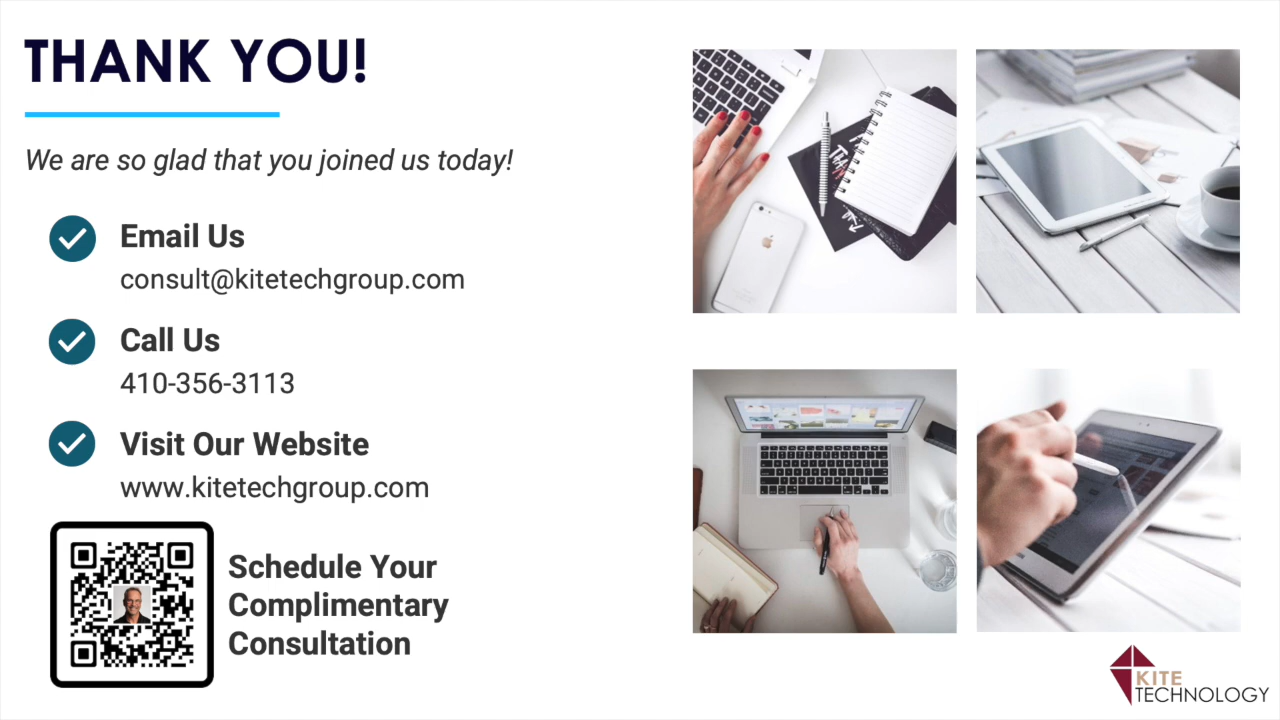 THANK YOU!
We are so glad that you joined us today!
Email Us
consult@kitetechgroup.com
Call Us
410-356-3113
Visit Our Website
www.kitetechgroup.com
Schedule Your
Complimentary
Consultation
KITE
TECHNOLOGY